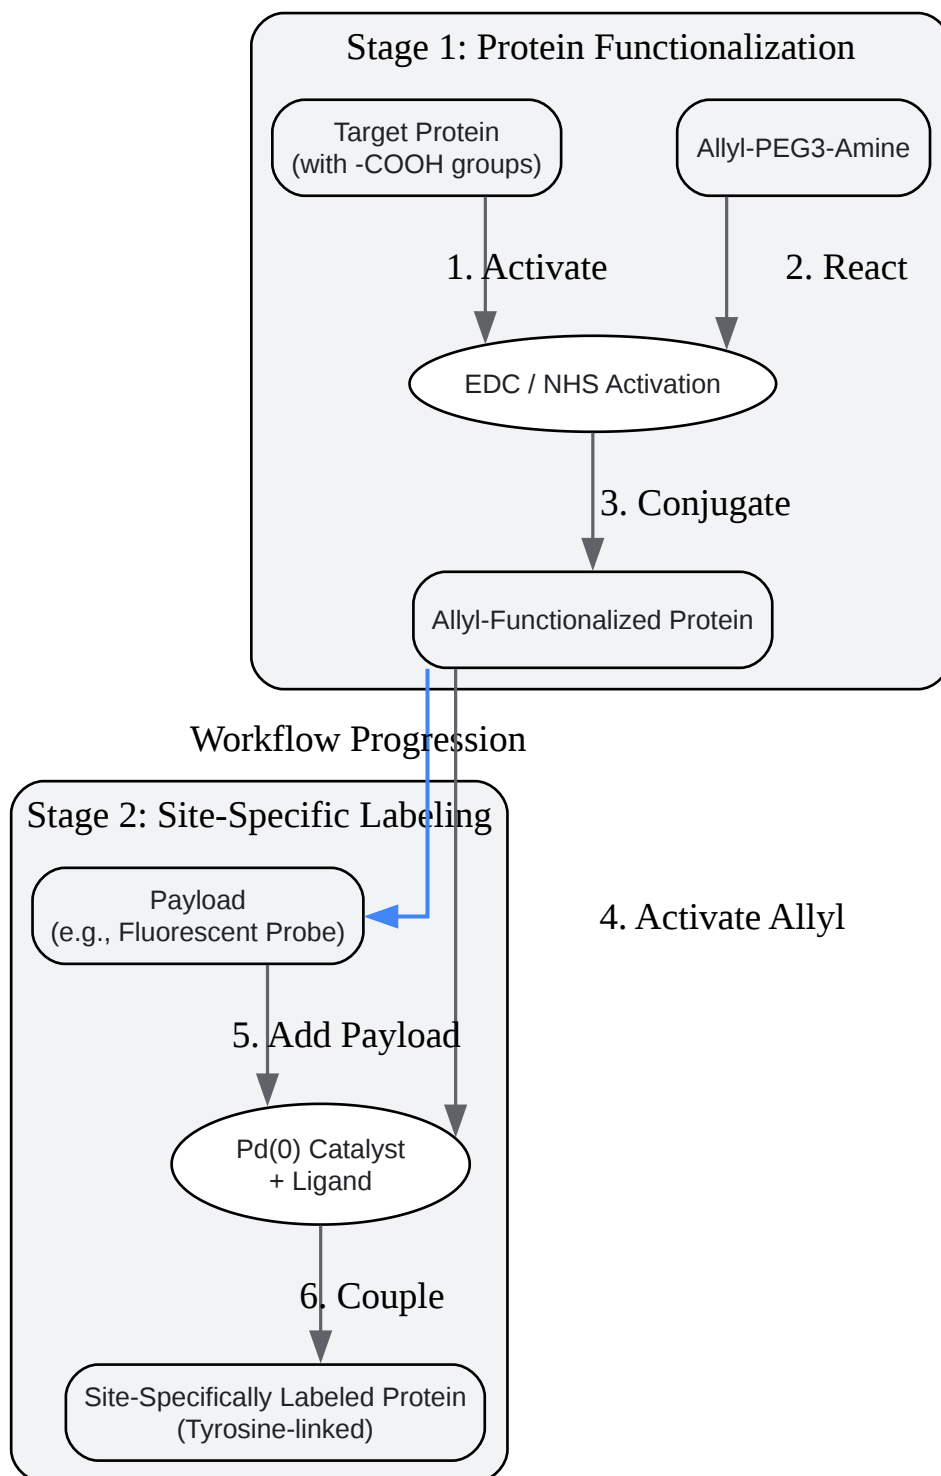 Stage 1: Protein Functionalization
Target Protein
(with -COOH groups)
Allyl-PEG3-Amine
1. Activate
2. React
EDC / NHS Activation
3. Conjugate
Allyl-Functionalized Protein
Workflow Progression
Stage 2: Site-Specific Labeling
Payload
(e.g., Fluorescent Probe)
4. Activate Allyl
5. Add Payload
Pd(0) Catalyst
+ Ligand
6. Couple
Site-Specifically Labeled Protein
(Tyrosine-linked)